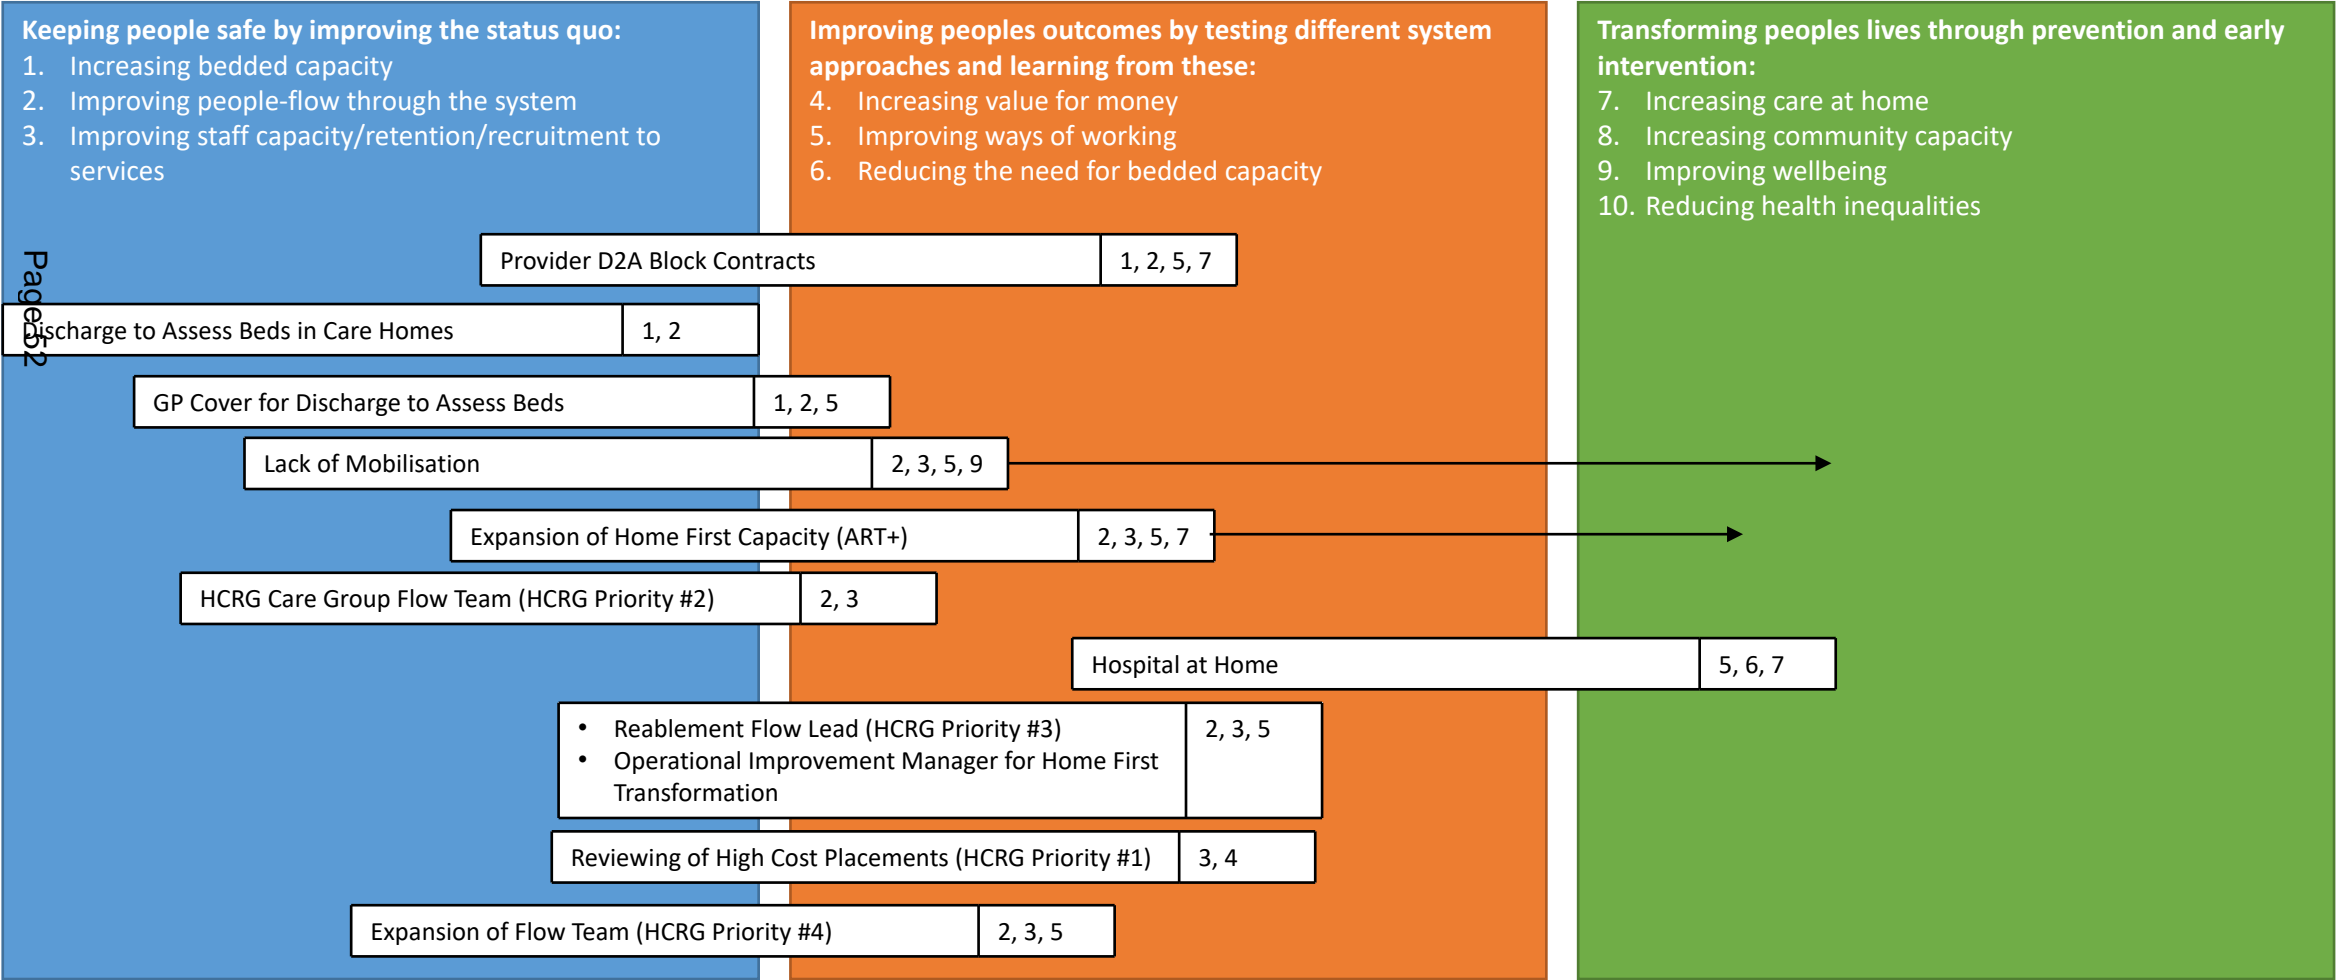 Keeping people safe by improving the status quo:
1. Increasing bedded capacity
2. Improving people-flow through the system
3. Improving staff capacity/retention/recruitment to
services
Improving peoples outcomes by testing different system
approaches and learning from these:
4. Increasing value for money
5. Improving ways of working
6. Reducing the need for bedded capacity
Transforming peoples lives through prevention and early
intervention:
7. Increasing care at home
8. Increasing community capacity
9. Improving wellbeing
10. Reducing health inequalities
Page 52
Provider D2A Block Contracts 1, 2, 5, 7
Discharge to Assess Beds in Care Homes 1, 2
GP Cover for Discharge to Assess Beds 1, 2, 5
Lack of Mobilisation 2, 3, 5, 9
Expansion of Home First Capacity (ART+) 2, 3, 5, 7
HCRG Care Group Flow Team (HCRG Priority #2) 2, 3
Hospital at Home 5, 6, 7
• Reablement Flow Lead (HCRG Priority #3) 2, 3, 5
• Operational Improvement Manager for Home First
Transformation
Reviewing of High Cost Placements (HCRG Priority #1) 3, 4
Expansion of Flow Team (HCRG Priority #4) 2, 3, 5